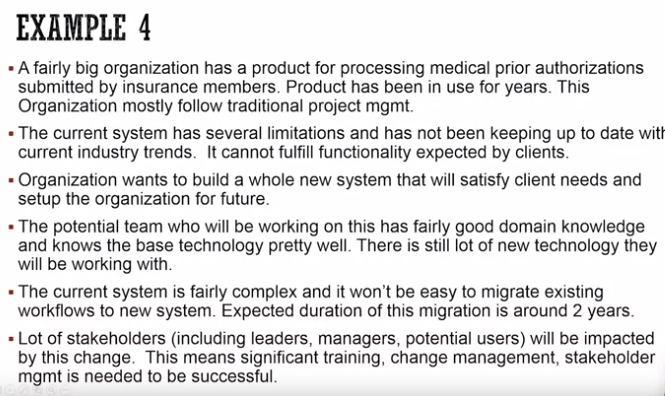 EXAMPLE 4
▪ A fairly big organization has a product for processing medical prior authorizations
submitted by insurance members. Product has been in use for years. This
Organization mostly follow traditional project mgmt.
▪ The current system has several limitations and has not been keeping up to date with
current industry trends.  It cannot fulfill functionality expected by clients.
▪ Organization wants to build a whole new system that will satisfy client needs and
setup the organization for future.
▪ The potential team who will be working on this has fairly good domain knowledge
and knows the base technology pretty well. There is still lot of new technology they
will be working with.
▪ The current system is fairly complex and it won't be easy to migrate existing
workflows to new system. Expected duration of this migration is around 2 years.
▪ Lot of stakeholders (including leaders, managers, potential users) will be impacted
by this change.  This means significant training, change management, stakeholder
mgmt is needed to be successful.